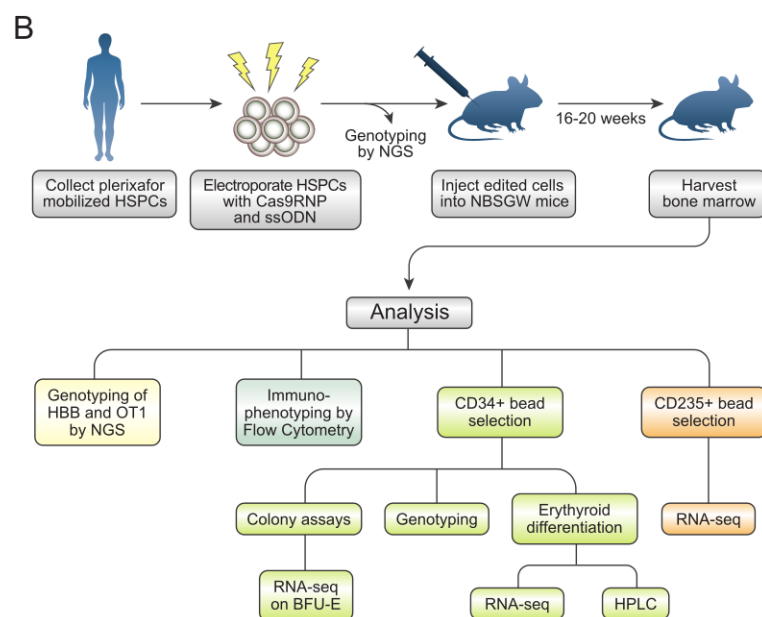 B
Genotyping
by NGS
16-20 weeks
Collect plerixafor
mobilized HSPCs
Electroporate HSPCs
with Cas9RNP
and ssODN
Inject edited cells
into NBSGW mice
Harvest
bone marrow
Analysis
Genotyping of
HBB and OT1
by NGS
Immuno-
phenotyping by
Flow Cytometry
CD34+ bead
selection
CD235+ bead
selection
Colony assays
Genotyping
Erythroid
differentiation
RNA-seq
RNA-seq
on BFU-E
RNA-seq
HPLC